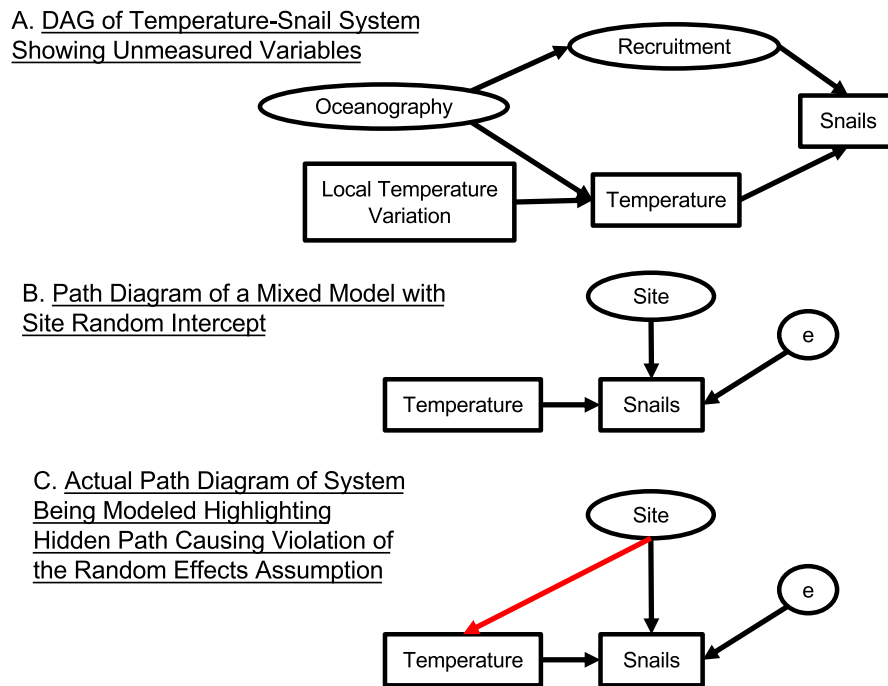 A. DAG of Temperature-Snail System
Showing Unmeasured Variables
Recruitment
Oceanography
Snails
Local Temperature
Variation
Temperature
B. Path Diagram of a Mixed Model with
Site Random Intercept
Site
e
Temperature
Snails
C. Actual Path Diagram of System
Being Modeled Highlighting
Hidden Path Causing Violation of
the Random Effects Assumption
Site
e
Temperature
Snails